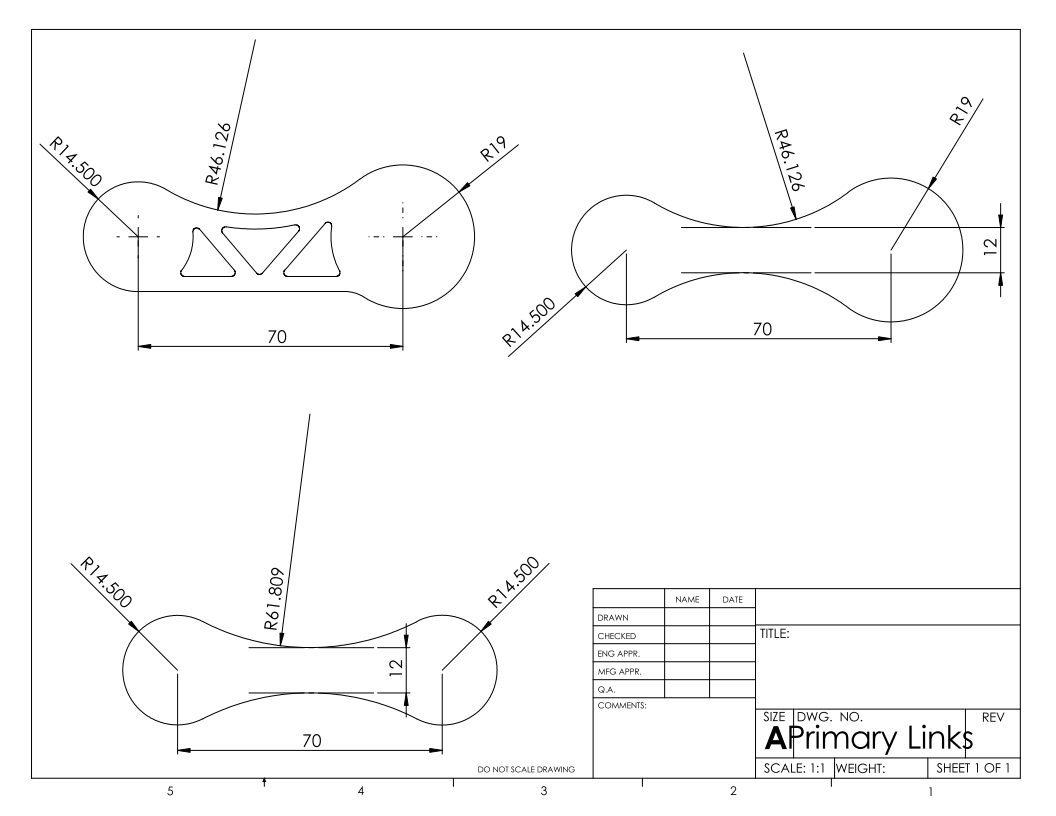 R14.500
R46.126
R19
70
R46.126
R19
12
R14.500
70
R14.500
R61.809
R14.500
12
70
NAME DATE
DRAWN
CHECKED
ENG APPR.
MFG APPR.
Q.A.
COMMENTS:
TITLE:
SIZE DWG. NO. REV
A Primary Links
SCALE: 1:1 WEIGHT: SHEET 1 OF 1
DO NOT SCALE DRAWING
5 4 3 2 1